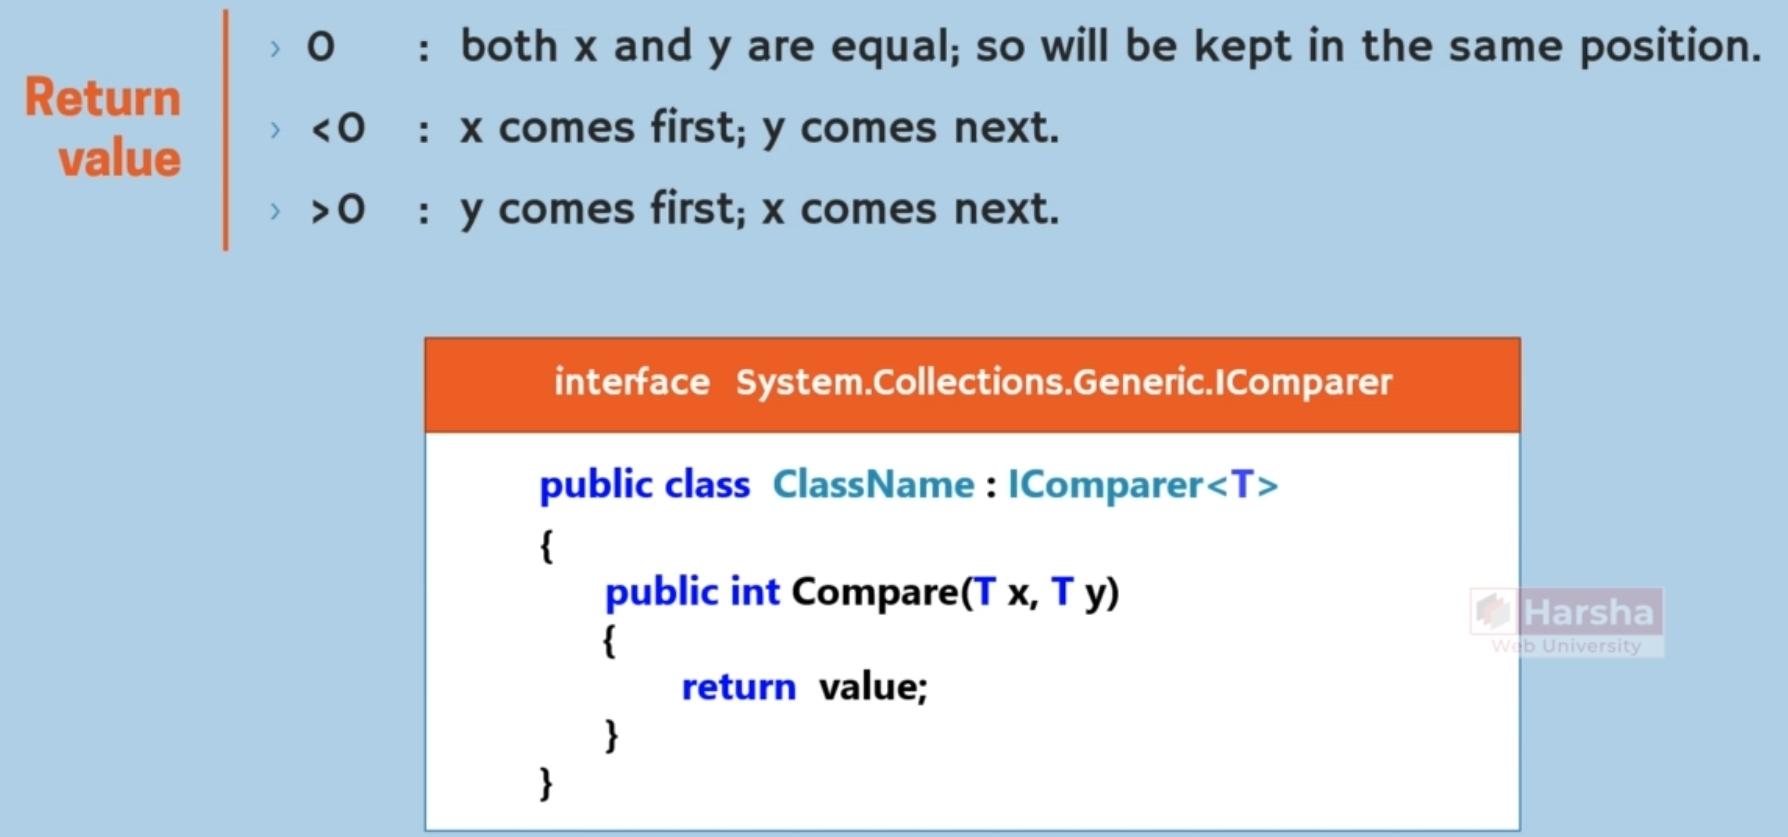 Return
value
› 0 : both x and y are equal; so will be kept in the same position.
› <0 : x comes first; y comes next.
› >0 : y comes first; x comes next.
interface System.Collections.Generic.IComparer
public class ClassName : IComparer<T>
{
public int Compare(T x, T y)
{
return value;
}
}
Harsha
Web University